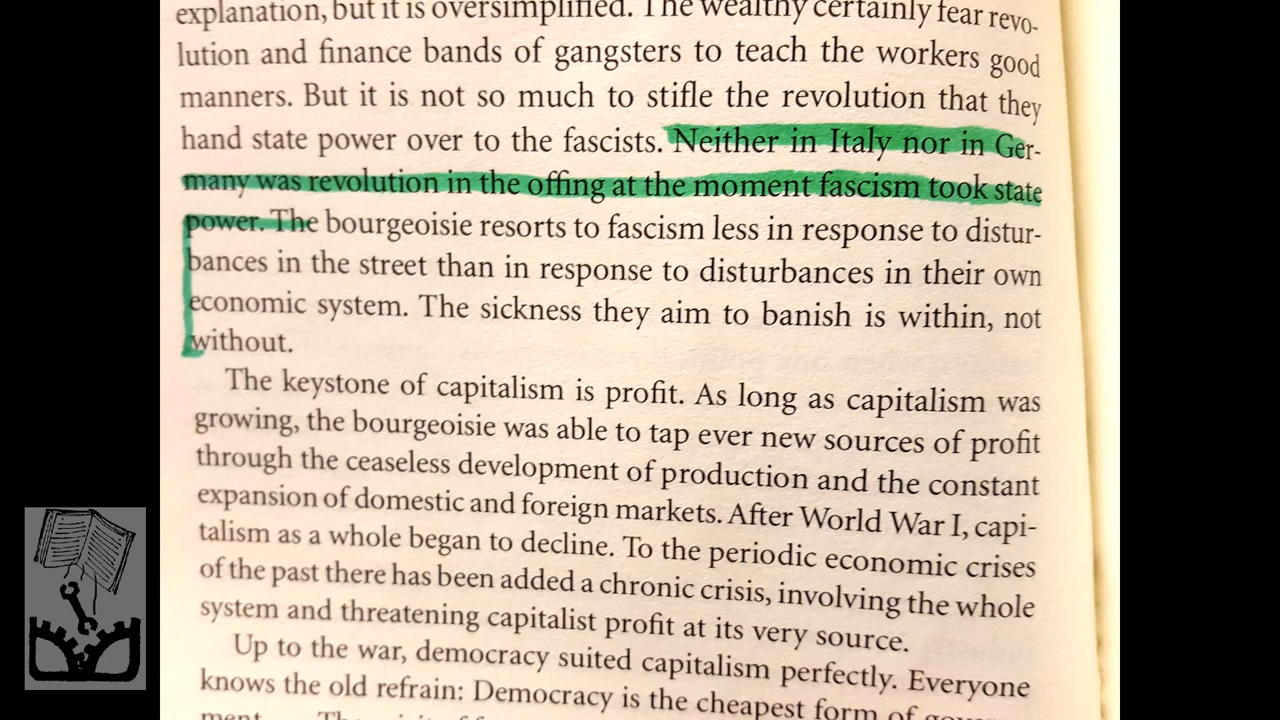 explanation, but it is oversimplified. The wealthy certainly fear revo-
lution and finance bands of gangsters to teach the workers good
manners. But it is not so much to stifle the revolution that they
hand state power over to the fascists. Neither in Italy nor in Ger-
many was revolution in the offing at the moment fascism took state
power. The bourgeoisie resorts to fascism less in response to distur-
bances in the street than in response to disturbances in their own
economic system. The sickness they aim to banish is within, not
without.
The keystone of capitalism is profit. As long as capitalism was
growing, the bourgeoisie was able to tap ever new sources of profit
through the ceaseless development of production and the constant
expansion of domestic and foreign markets. After World War I, capi-
talism as a whole began to decline. To the periodic economic crises
of the past there has been added a chronic crisis, involving the whole
system and threatening capitalist profit at its very source.
Up to the war, democracy suited capitalism perfectly. Everyone
knows the old refrain: Democracy is the cheapest form of gover-